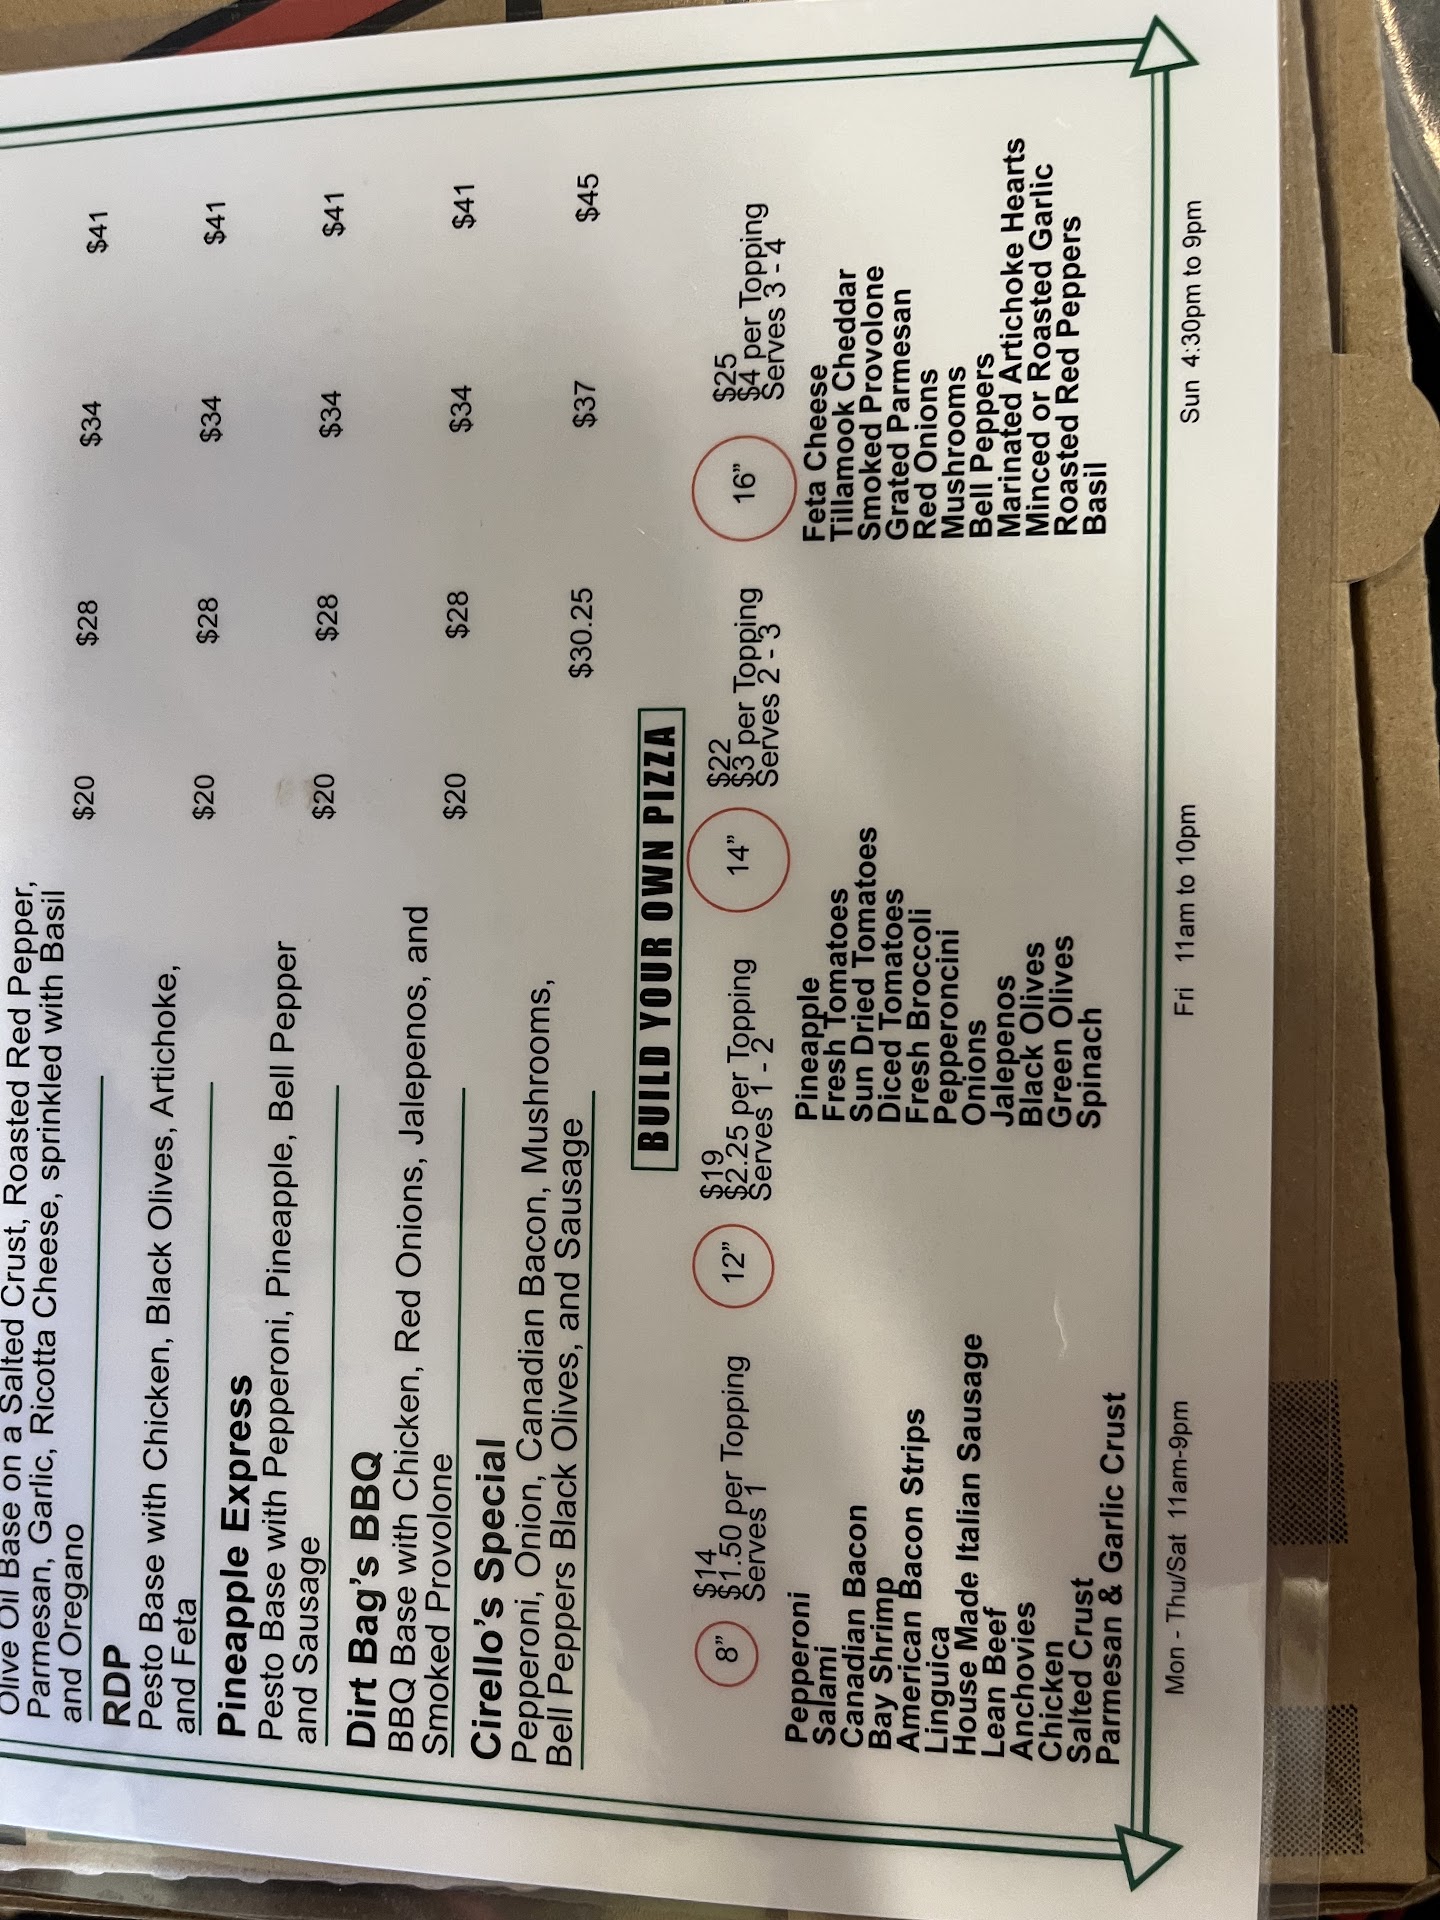 Olive Oil Base on a Salted Crust, Roasted Red Pepper,
Parmesan, Garlic, Ricotta Cheese, sprinkled with Basil
and Oregano
$20 $28 $34 $41
RDP
Pesto Base with Chicken, Black Olives, Artichoke,
and Feta
$20 $28 $34 $41
Pineapple Express
Pesto Base with Pepperoni, Pineapple, Bell Pepper
and Sausage
$20 $28 $34 $41
Dirt Bag's BBQ
BBQ Base with Chicken, Red Onions, Jalepenos, and
Smoked Provolone
$20 $28 $34 $41
Cirello's Special
Pepperoni, Onion, Canadian Bacon, Mushrooms,
Bell Peppers Black Olives, and Sausage
$30.25 $37 $45
BUILD YOUR OWN PIZZA
8"
$14
$1.50 per Topping
Serves 1
12"
$19
$2.25 per Topping
Serves 1 - 2
14"
$22
$3 per Topping
Serves 2 - 3
16"
$25
$4 per Topping
Serves 3 - 4
Pepperoni
Salami
Canadian Bacon
Bay Shrimp
American Bacon Strips
Linguica
House Made Italian Sausage
Lean Beef
Anchovies
Chicken
Salted Crust
Parmesan & Garlic Crust
Pineapple
Fresh Tomatoes
Sun Dried Tomatoes
Diced Tomatoes
Fresh Broccoli
Pepperoncini
Onions
Jalepenos
Black Olives
Green Olives
Spinach
Feta Cheese
Tillamook Cheddar
Smoked Provolone
Grated Parmesan
Red Onions
Mushrooms
Bell Peppers
Marinated Artichoke Hearts
Minced or Roasted Garlic
Roasted Red Peppers
Basil
Mon - Thu/Sat 11am-9pm Fri 11am to 10pm Sun 4:30pm to 9pm